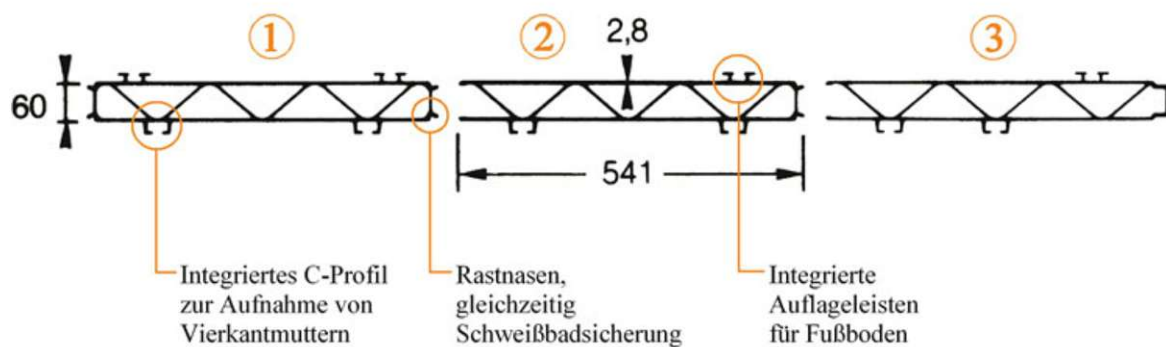 1
2
3
2,8
60
541
Integriertes C-Profil
zur Aufnahme von
Vierkantmuttern
Rastnasen,
gleichzeitig
Schweißbadsicherung
Integrierte
Auflageleisten
für Fußboden